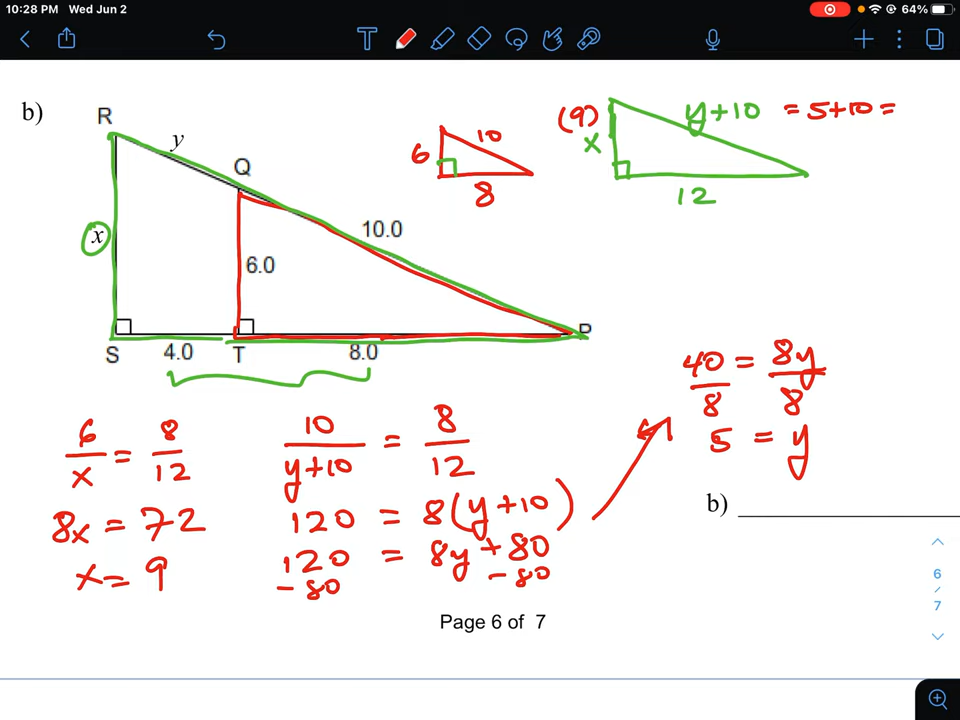 10:28 PM Wed Jun 2
64%
b)
R
y
Q
x
10.0
6.0
P
S 4.0 T 8.0
6
10
8
(9)
x
y+10 = 5+10 =
12
6/x = 8/12
8x = 72
x = 9
10/y+10 = 8/12
120 = 8(y+10)
120 = 8y + 80
-80 -80
40/8 = 8y/8
5 = y
b)
Page 6 of 7
6
/
7